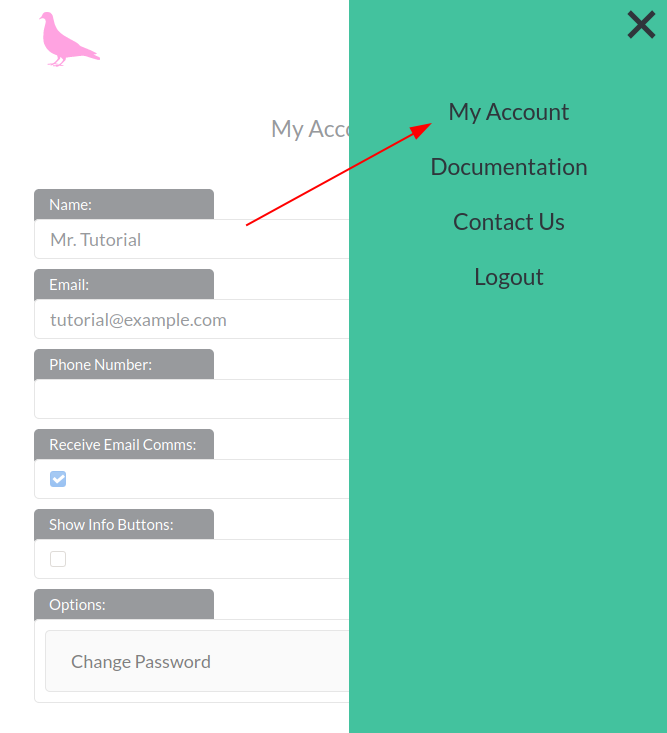 My Acco
Name:
Mr. Tutorial
Email:
tutorial@example.com
Phone Number:
Receive Email Comms:
Show Info Buttons:
Options:
Change Password
My Account
Documentation
Contact Us
Logout